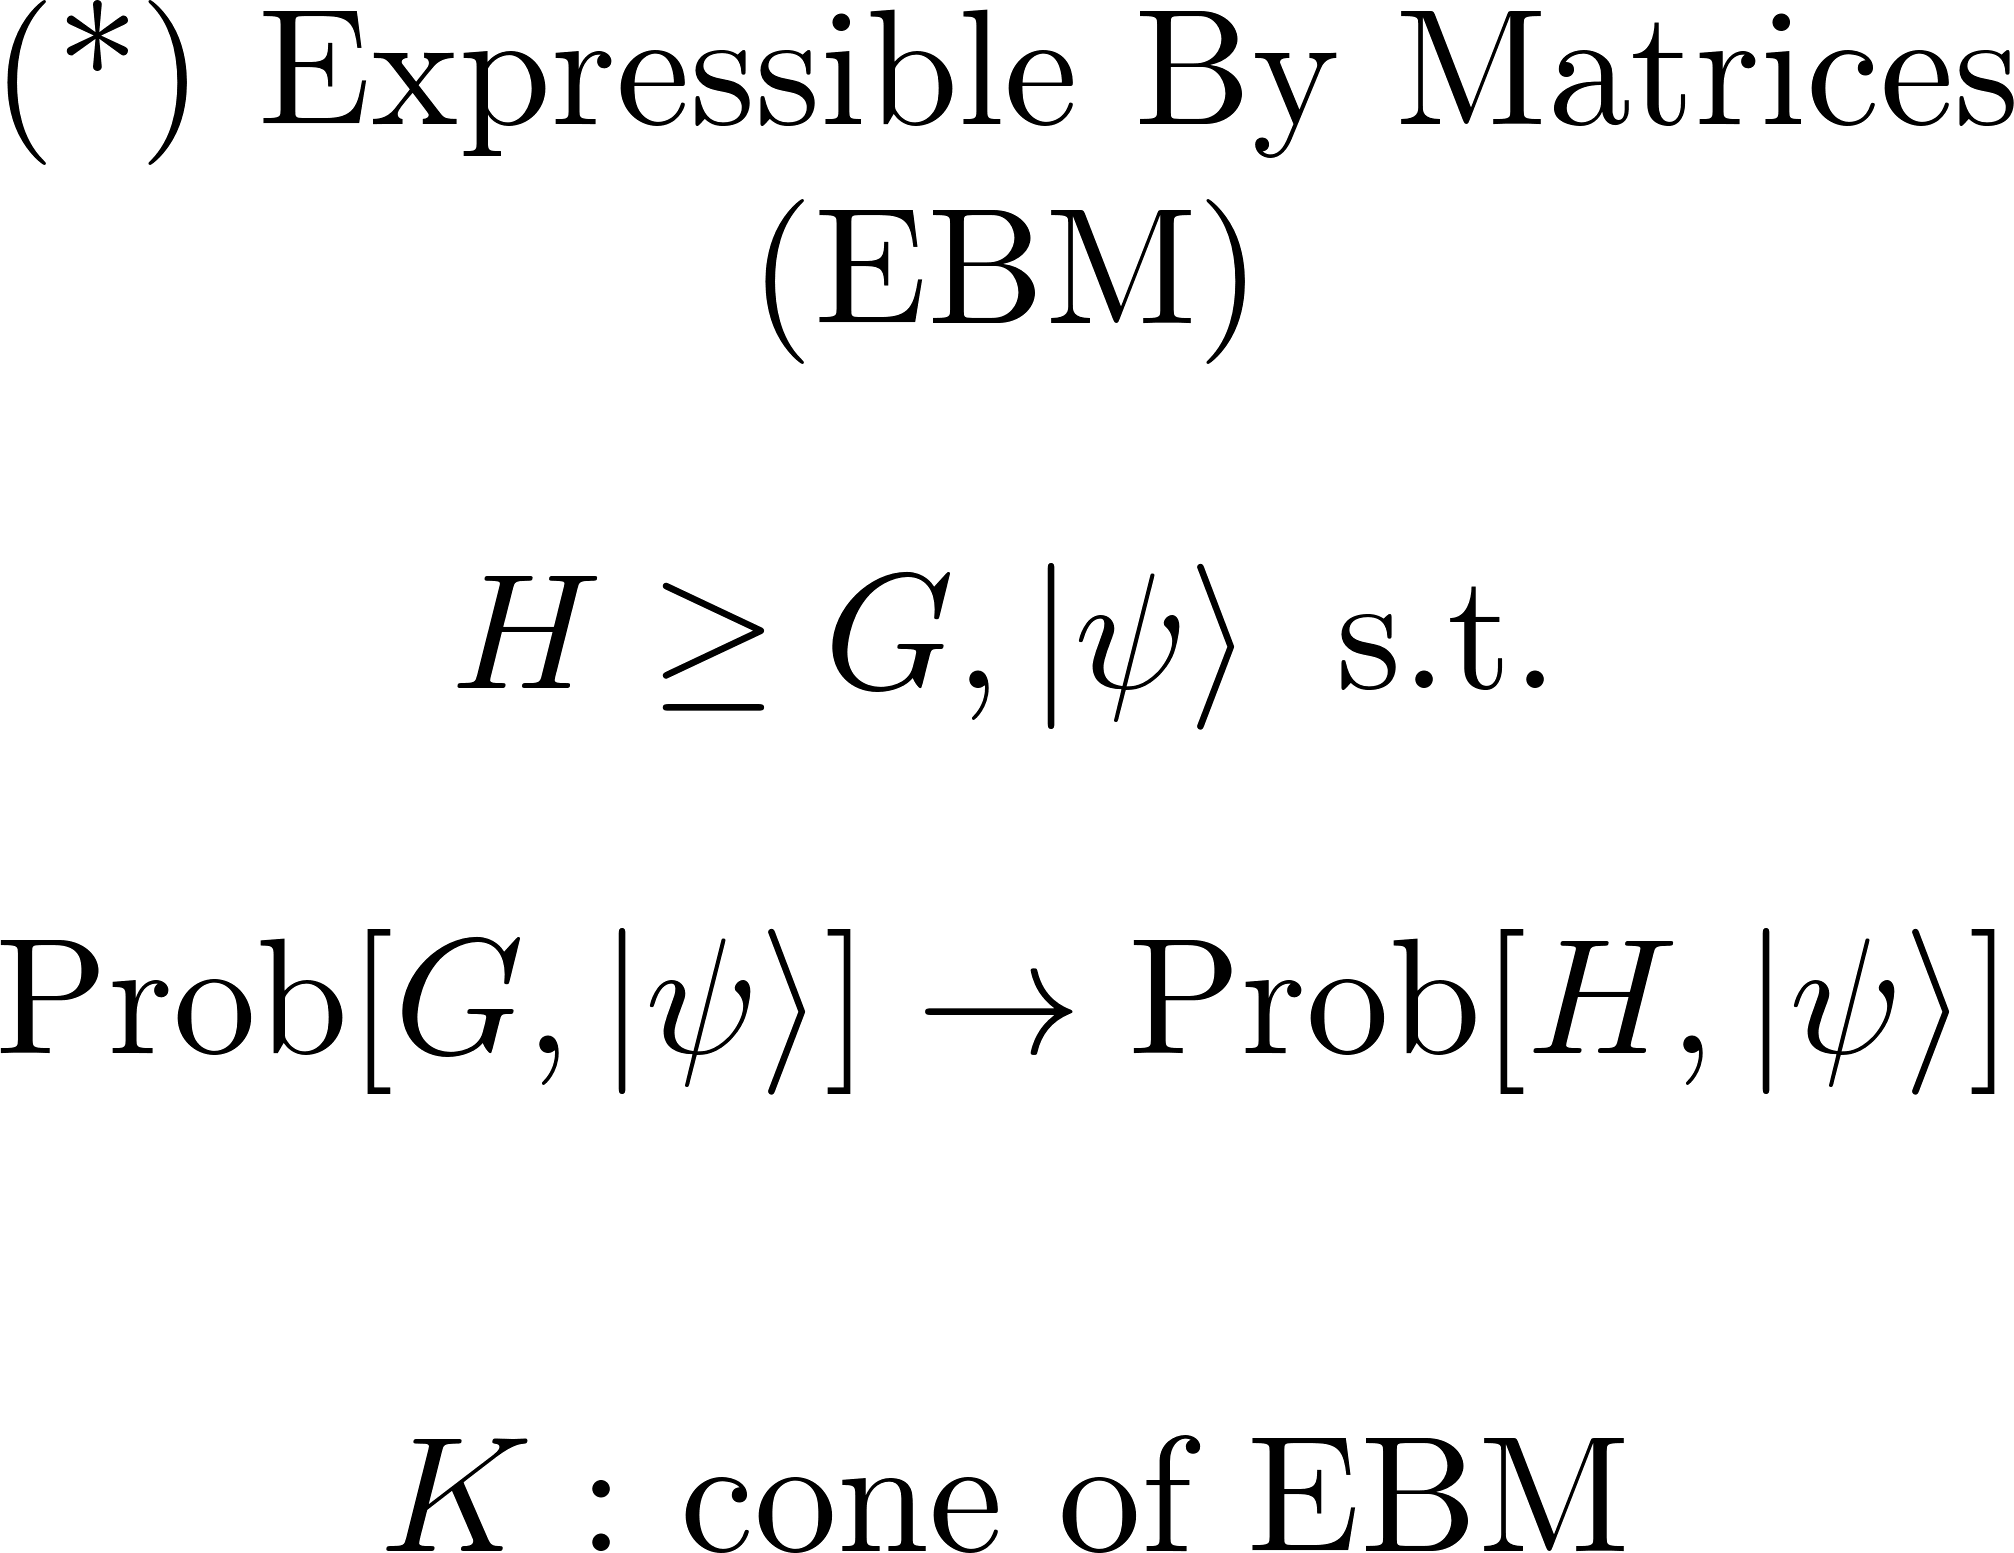 (*) Expressible By Matrices
(EBM)
H ≥ G, |ψ⟩ s.t.
Prob[G, |ψ⟩] → Prob[H, |ψ⟩]
K : cone of EBM